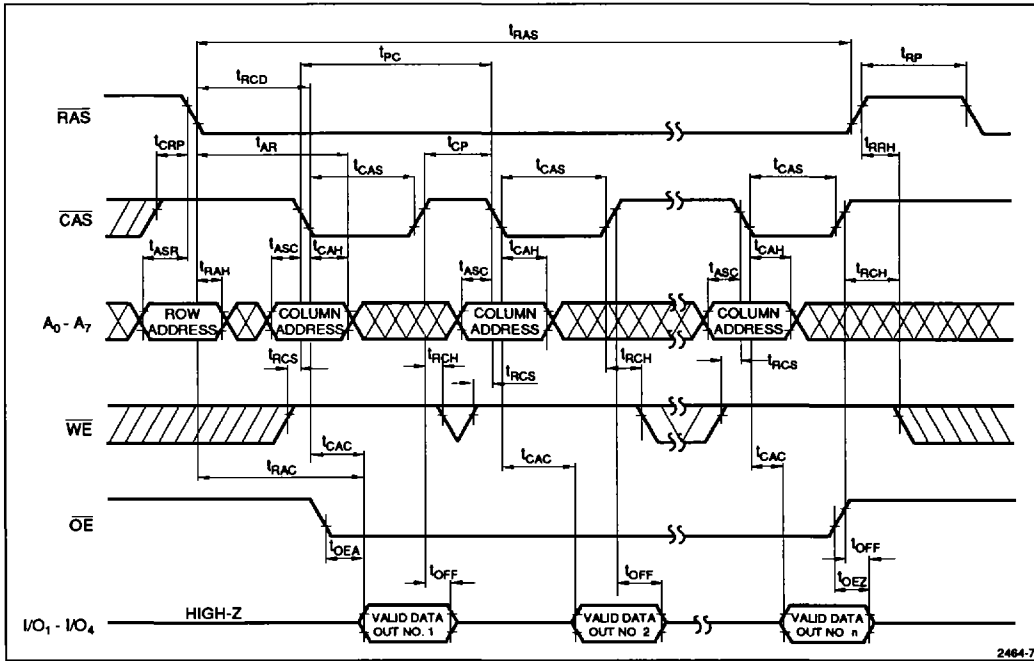 tRAS
tPC
tRP
tRCD
RAS
tCRP
tAR
tCP
tRRH
tCAS
tCAS
tCAS
CAS
tASR
tASC
tCAH
tCAH
tCAH
tRAH
tASC
tASC
tRCH
A0 - A7
ROW
ADDRESS
COLUMN
ADDRESS
COLUMN
ADDRESS
COLUMN
ADDRESS
tRCS
tRCH
tRCS
tRCH
tRCS
WE
tCAC
tCAC
tCAC
tRAC
OE
tOEA
tOFF
tOFF
tOFF
tOEZ
I/O1 - I/O4
HIGH-Z
VALID DATA
OUT NO. 1
VALID DATA
OUT NO 2
VALID DATA
OUT NO n
2464-7